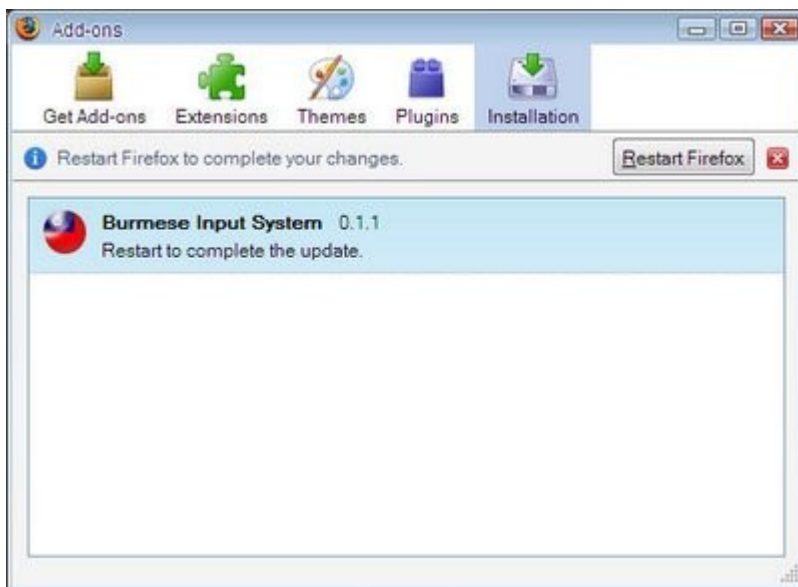 Add-ons
Get Add-ons Extensions Themes Plugins Installation
Restart Firefox to complete your changes. Restart Firefox
Burmese Input System 0.1.1
Restart to complete the update.